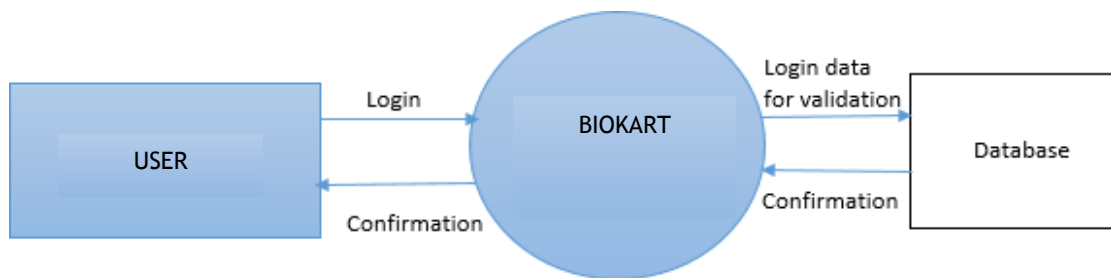 USER
Login
Confirmation
BIOKART
Login data
for validation
Confirmation
Database